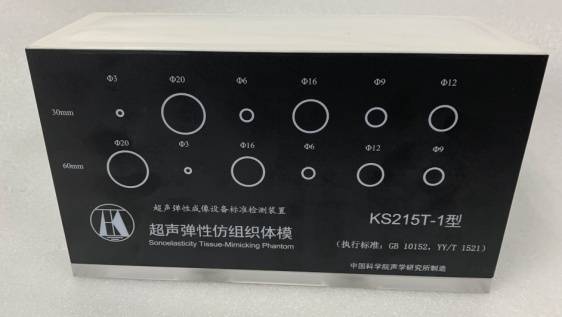 Φ3 Φ20 Φ6 Φ16 Φ9 Φ12
30mm
Φ20 Φ3 Φ16 Φ6 Φ12 Φ9
60mm
超声弹性成像设备标准检测装置
超声弹性仿组织体模
Sonoelasticity Tissue-Mimicking Phantom
KS215T-1型
(执行标准：GB 10152、YY/T 1521)
中国科学院声学研究所制造